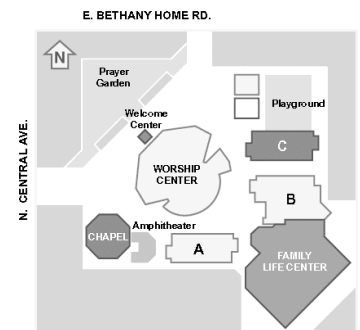 E. BETHANY HOME RD.
N
Prayer
Garden
Playground
Welcome
Center
N. CENTRAL AVE.
C
WORSHIP
CENTER
B
Amphitheater
CHAPEL
A
FAMILY
LIFE CENTER